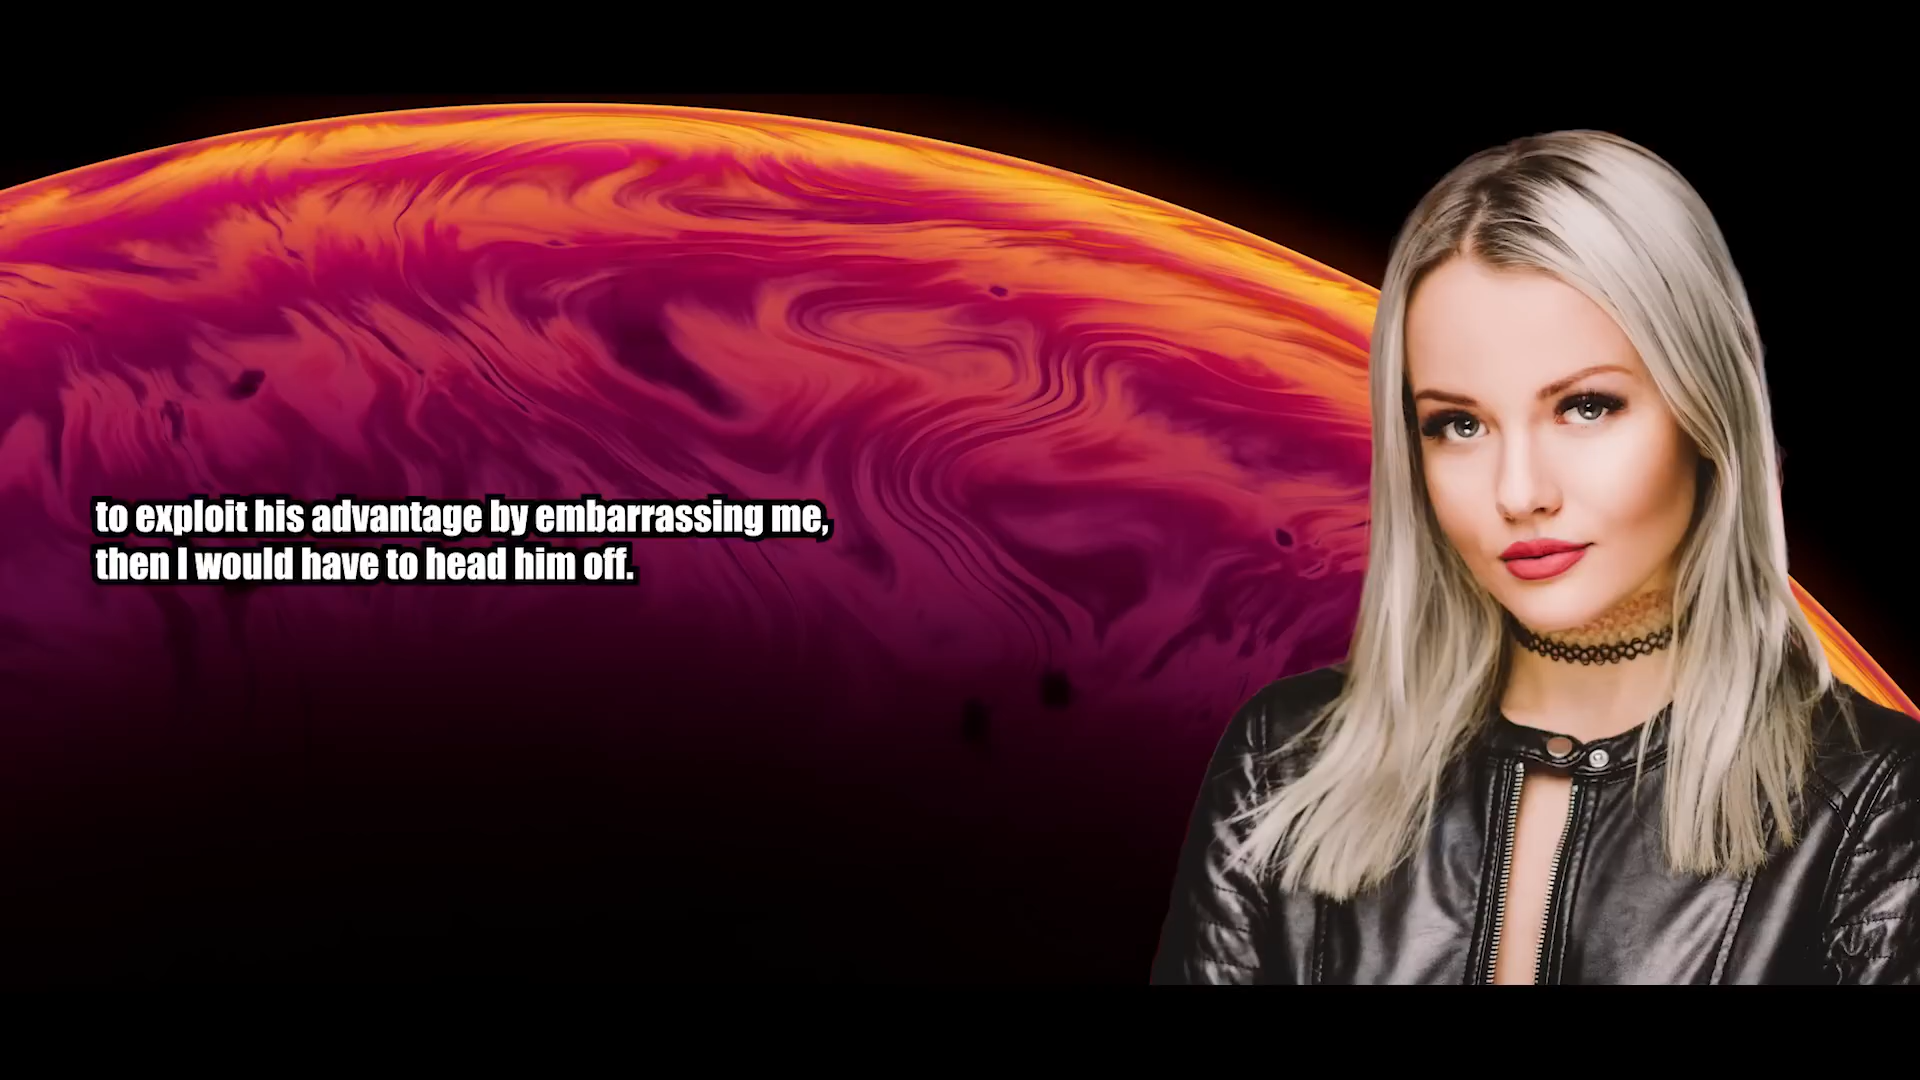 to exploit his advantage by embarrassing me,
then I would have to head him off.